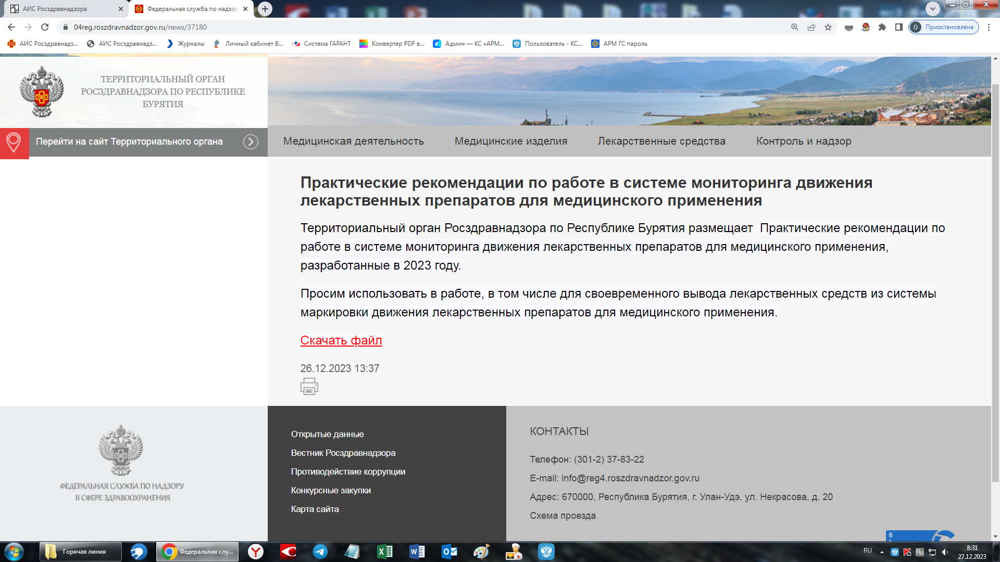 АИС Росздравнадзора
Федеральная служба по надзор
04reg.roszdravnadzor.gov.ru/news/37180
О
Приостановлена
АИС Росздравнадз...
АИС Росздравнадз...
Журналы
Личный кабинет В...
Система ГАРАНТ
Конвертер PDF в...
Админ — КС «АРМ...
Пользователь - КС...
АРМ ГС пароль
ТЕРРИТОРИАЛЬНЫЙ ОРГАН
РОСЗДРАВНАДЗОРА ПО РЕСПУБЛИКЕ
БУРЯТИЯ
Перейти на сайт Территориального органа
Медицинская деятельность
Медицинские изделия
Лекарственные средства
Контроль и надзор
Практические рекомендации по работе в системе мониторинга движения
лекарственных препаратов для медицинского применения
Территориальный орган Росздравнадзора по Республике Бурятия размещает Практические рекомендации по
работе в системе мониторинга движения лекарственных препаратов для медицинского применения,
разработанные в 2023 году.
Просим использовать в работе, в том числе для своевременного вывода лекарственных средств из системы
маркировки движения лекарственных препаратов для медицинского применения.
Скачать файл
26.12.2023 13:37
ФЕДЕРАЛЬНАЯ СЛУЖБА ПО НАДЗОРУ
В СФЕРЕ ЗДРАВООХРАНЕНИЯ
Открытые данные
Вестник Росздравнадзора
Противодействие коррупции
Конкурсные закупки
Карта сайта
КОНТАКТЫ
Телефон: (301-2) 37-83-22
E-mail: info@reg4.roszdravnadzor.gov.ru
Адрес: 670000, Республика Бурятия, г. Улан-Удэ, ул. Некрасова, д. 20
Схема проезда
8
Горячая линия
Федеральная слу...
RU
Ru
8:31
27.12.2023